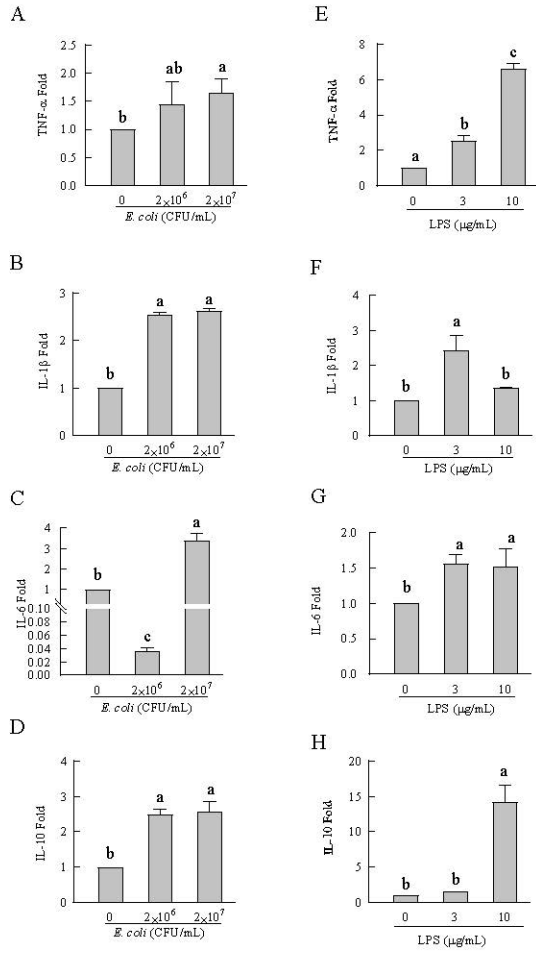 A
TNF-α Fold
2.5
2.0
1.5
1.0
0.5
0.0
b
ab
a
0 2×10⁶ 2×10⁷
E. coli (CFU/mL)
E
TNF-α Fold
8
6
4
2
0
a
b
c
0 3 10
LPS (μg/mL)
B
IL-1β Fold
3
2
1
0
b
a
a
0 2×10⁶ 2×10⁷
E. coli (CFU/mL)
F
IL-1β Fold
4
3
2
1
0
b
a
b
0 3 10
LPS (μg/mL)
C
IL-6 Fold
4
3
2
1
0.10
0.08
0.06
0.04
0.02
0.00
b
c
a
0 2×10⁶ 2×10⁷
E. coli (CFU/mL)
G
IL-6 Fold
2.0
1.5
1.0
0.5
0.0
b
a
a
0 3 10
LPS (μg/mL)
D
IL-10 Fold
4
3
2
1
0
b
a
a
0 2×10⁶ 2×10⁷
E. coli (CFU/mL)
H
IL-10 Fold
20
15
10
5
0
b
b
a
0 3 10
LPS (μg/mL)